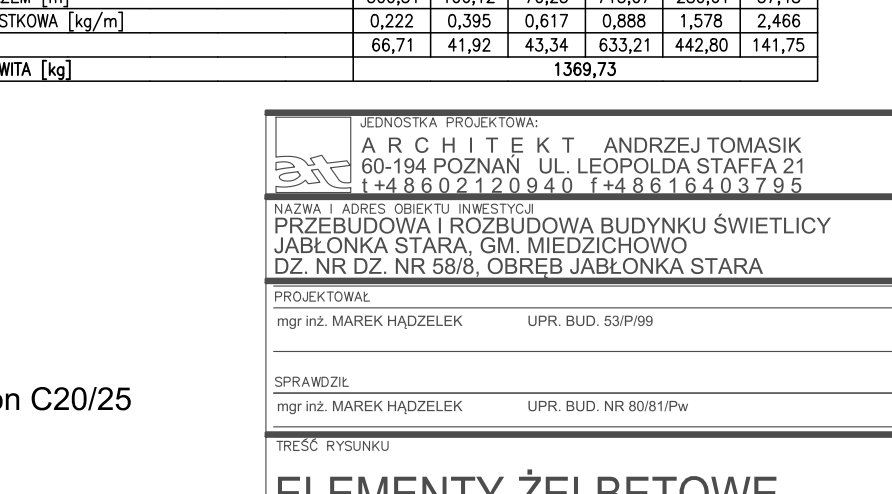 STKOWA [kg/m] 0,222 0,395 0,617 0,888 1,578 2,466
66,71 41,92 43,34 633,21 442,80 141,75
WITA [kg] 1369,73
JEDNOSTKA PROJEKTOWA:
A R C H I T E K T ANDRZEJ TOMASIK
60-194 POZNAŃ UL. LEOPOLDA STAFFA 21
t +48602120940 f +48616403795
NAZWA I ADRES OBIEKTU INWESTYCJI
PRZEBUDOWA I ROZBUDOWA BUDYNKU ŚWIETLICY
JABŁONKA STARA, GM. MIEDZICHOWO
DZ. NR DZ. NR 58/8, OBRĘB JABŁONKA STARA
PROJEKTOWAŁ
mgr inż. MAREK HĄDZELEK UPR. BUD. 53/P/99
SPRAWDZIŁ
on C20/25
mgr inż. MAREK HĄDZELEK UPR. BUD. NR 80/81/Pw
TREŚĆ RYSUNKU
ELEMENTY ŻELBETOWE